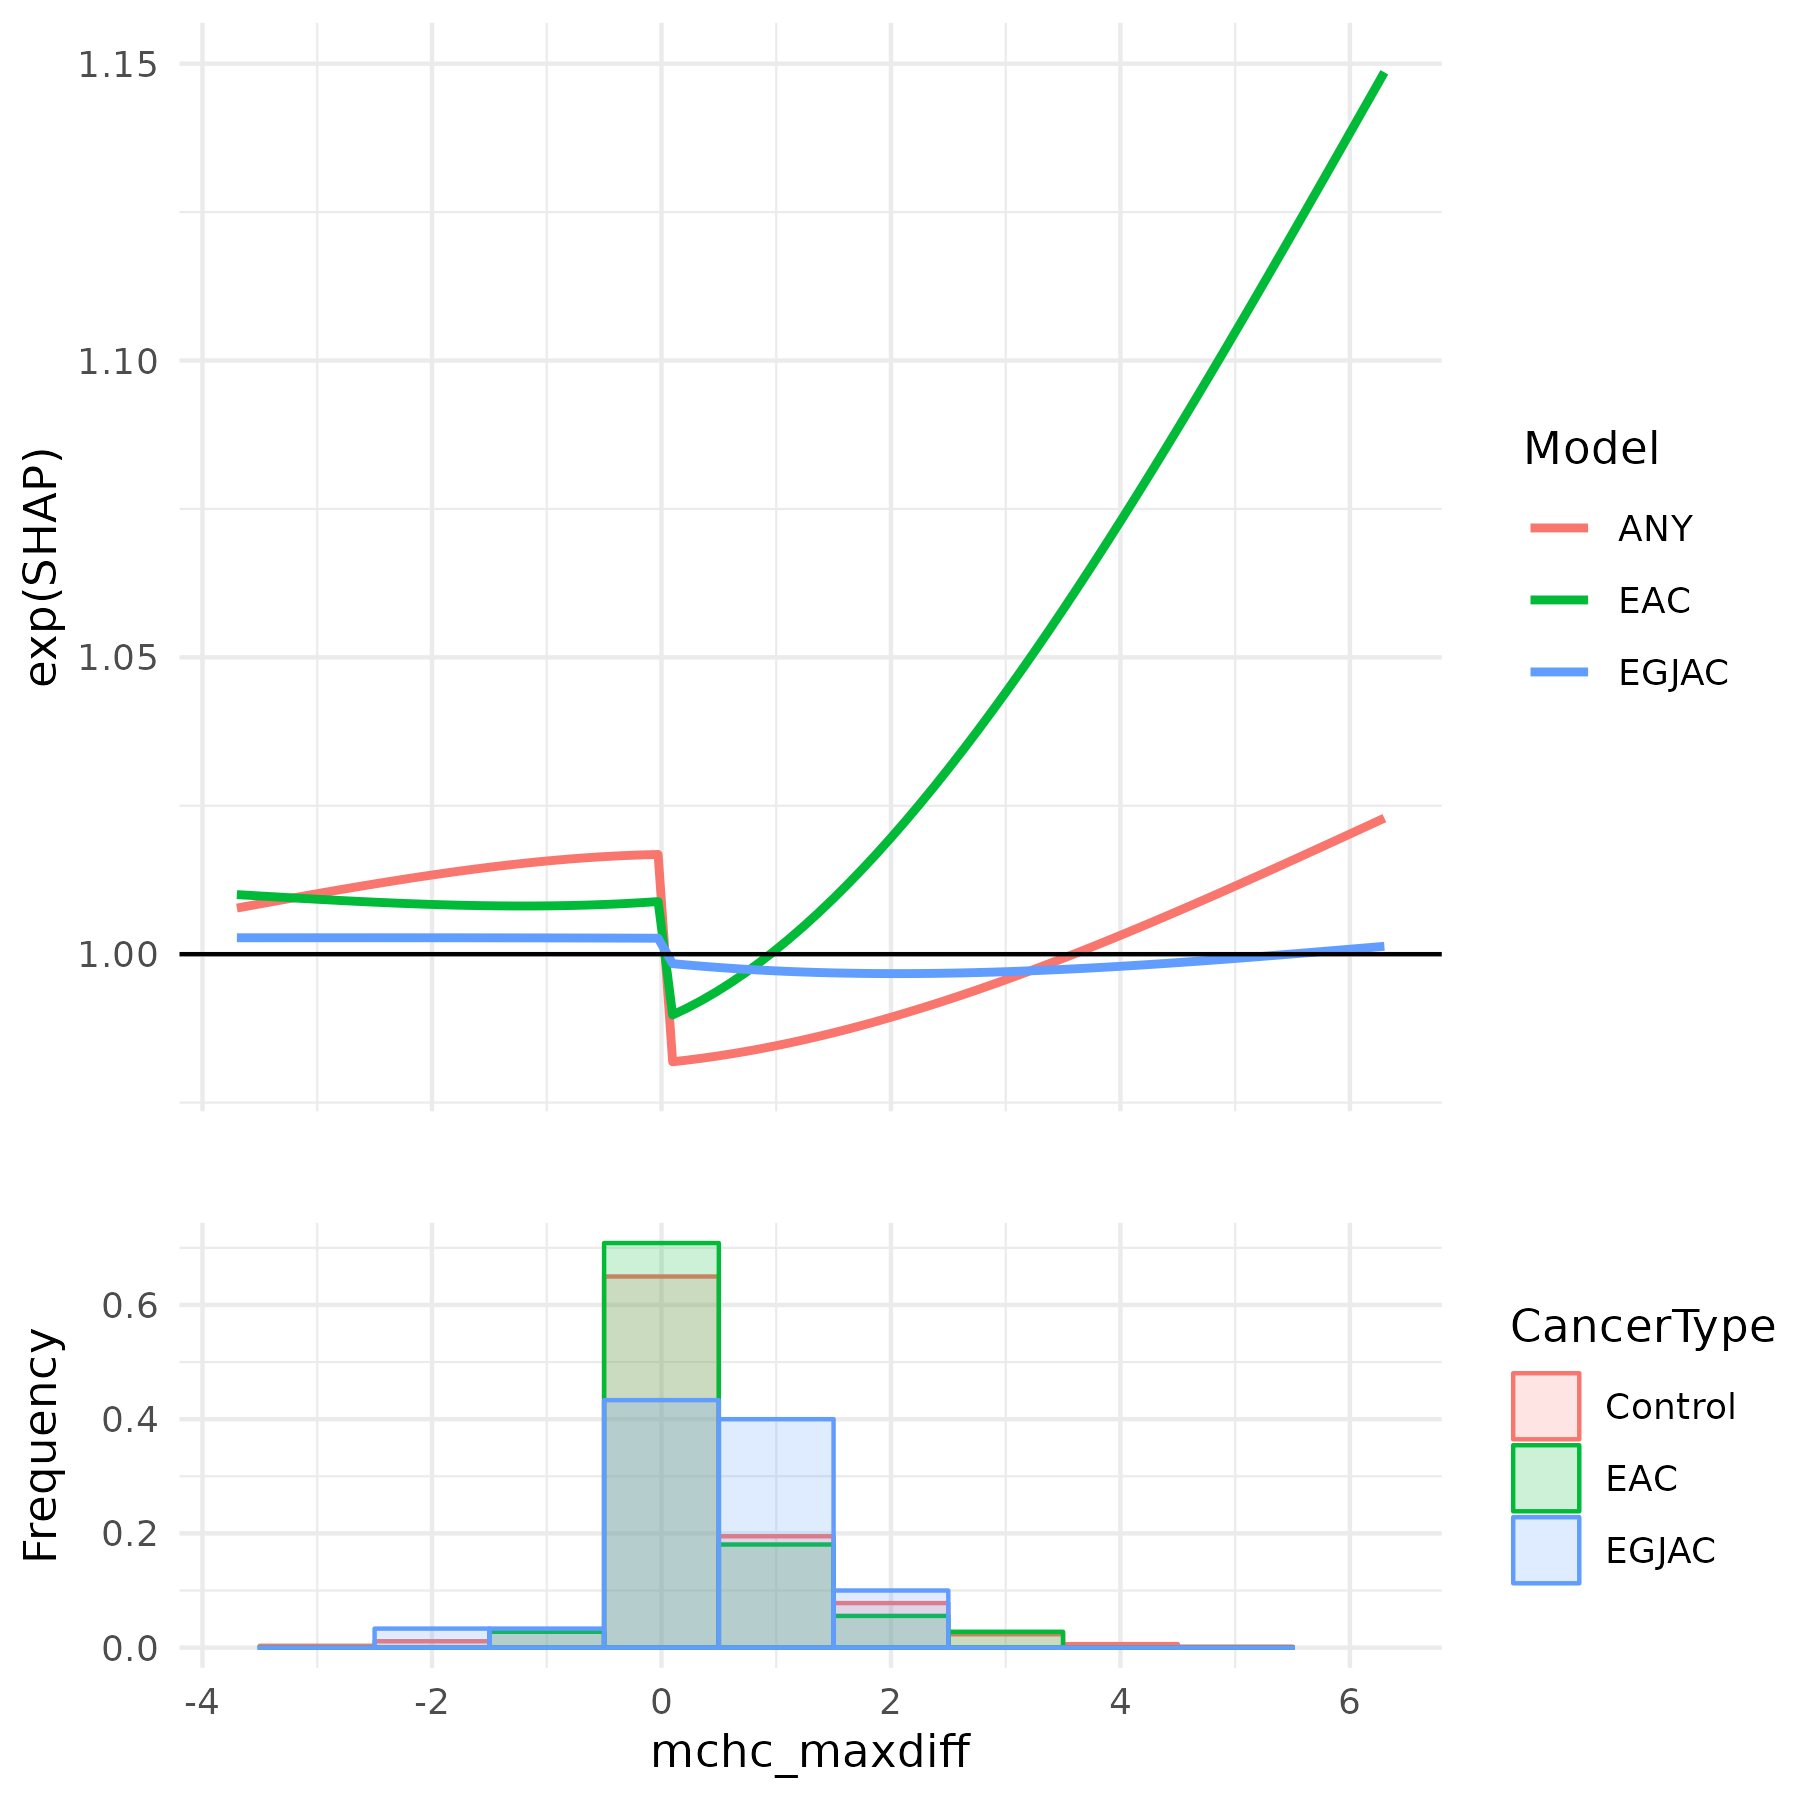 1.15
1.10
1.05
1.00
exp(SHAP)
Model
ANY
EAC
EGJAC
0.6
0.4
0.2
0.0
Frequency
-4
-2
0
2
4
6
mchc_maxdiff
CancerType
Control
EAC
EGJAC